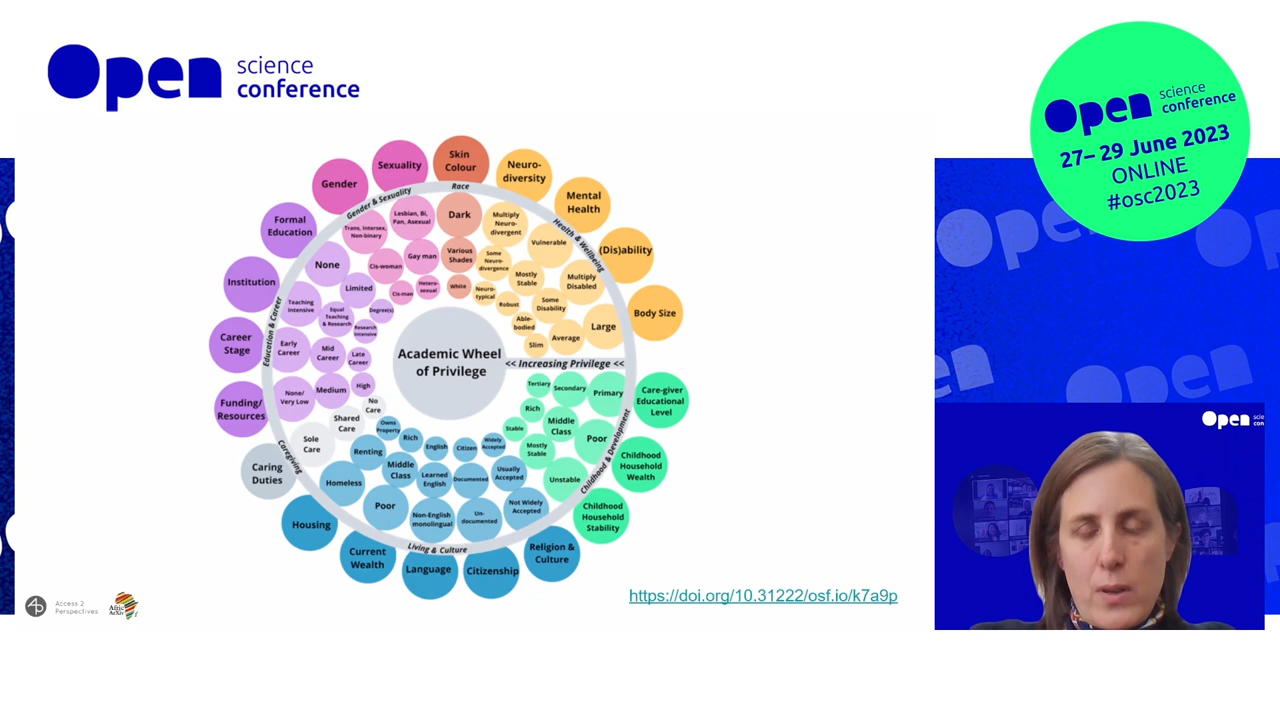 Open science
conference
Open science
conference
27– 29 June 2023
ONLINE
#osc2023
Skin
Colour
Sexuality
Gender
Formal
Education
Institution
Career
Stage
Funding/
Resources
Caring
Duties
Housing
Current
Wealth
Language
Citizenship
Religion &
Culture
Childhood
Household
Stability
Childhood
Household
Wealth
Care-giver
Educational
Level
Body Size
(Dis)ability
Mental
Health
Neuro-
diversity
Race
Gender & Sexuality
Education & Career
Caregiving
Living & Culture
Childhood & Development
Health & Wellbeing
Dark
Various
Shades
White
Lesbian, Bi,
Pan, Asexual
Gay man
Hetero-
sexual
Trans, Intersex,
Non-binary
Cis-woman
Cis-man
None
Limited
Degree(s)
Teaching
Intensive
Equal
Teaching
& Research
Research
Intensive
Early
Career
Mid
Career
Late
Career
None/
Very Low
Medium
High
Sole
Care
Shared
Care
No
Care
Homeless
Renting
Owns
Property
Poor
Middle
Class
Rich
Non-English
monolingual
Learned
English
English
Un-
documented
Documented
Citizen
Not Widely
Accepted
Usually
Accepted
Widely
Accepted
Unstable
Mostly
Stable
Stable
Poor
Middle
Class
Rich
Primary
Secondary
Tertiary
Large
Average
Slim
Multiply
Disabled
Some
Disability
Able-
bodied
Vulnerable
Mostly
Stable
Robust
Multiply
Neuro-
divergent
Some
Neuro-
divergence
Neuro-
typical
Academic Wheel
of Privilege
<< Increasing Privilege <<
https://doi.org/10.31222/osf.io/k7a9p
Access 2
Perspectives
Afric
ArXiv
Open
Open
Open
Open scie
con